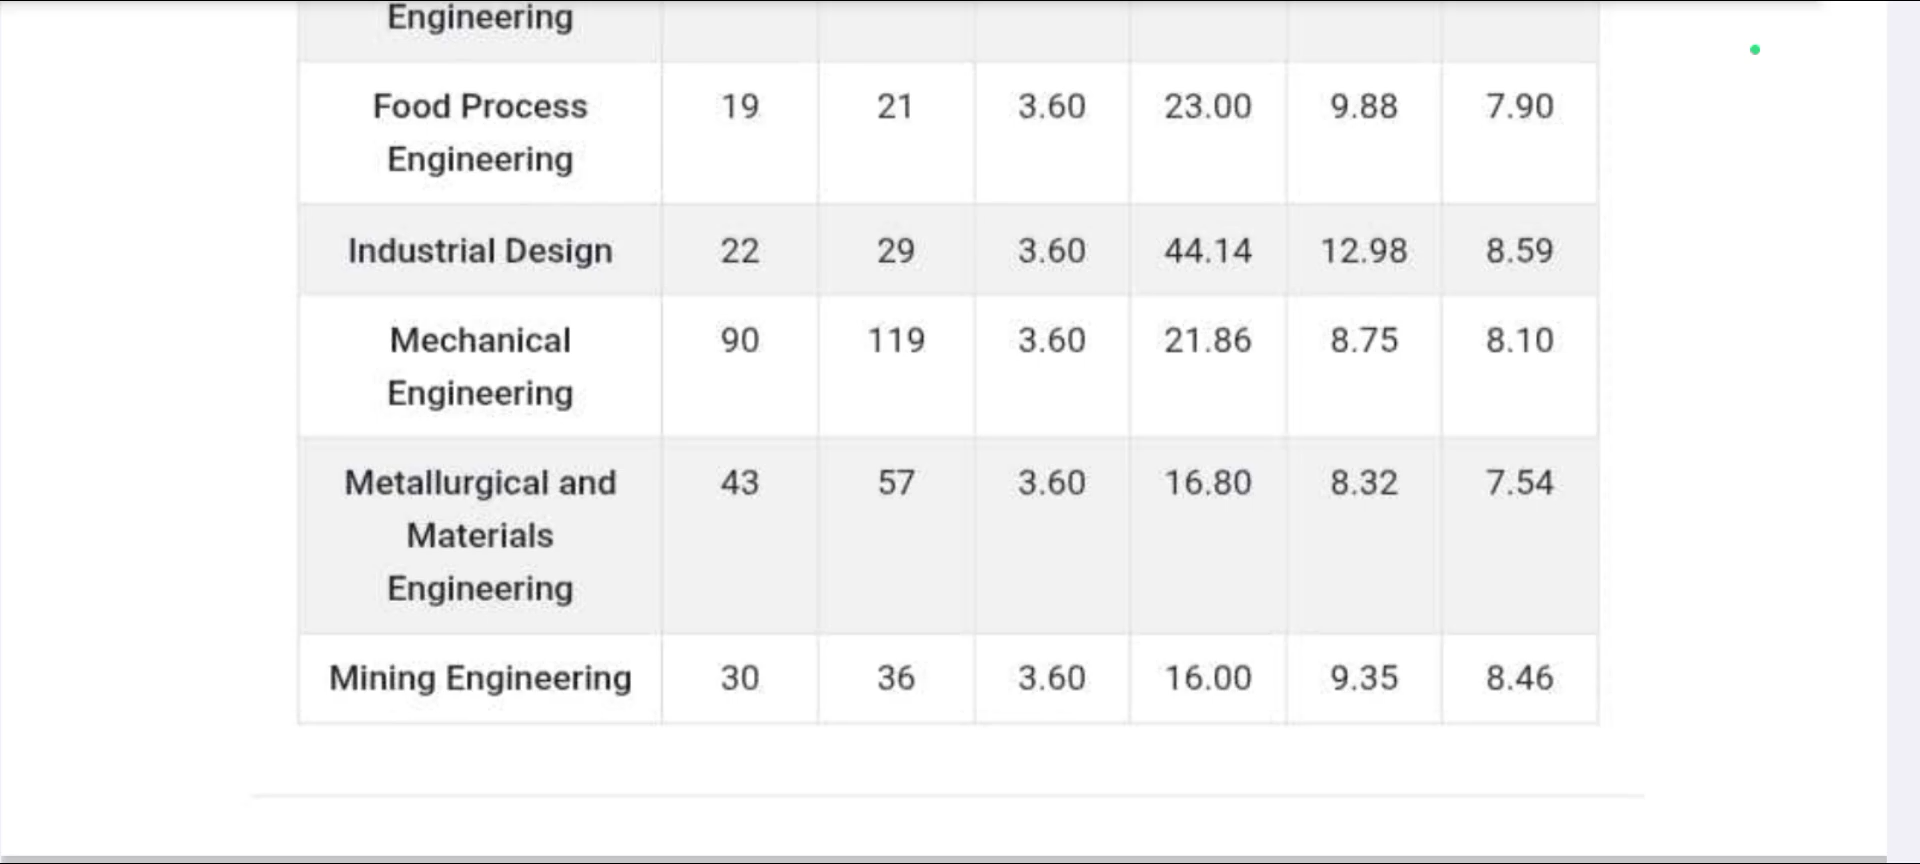 Engineering
Food Process 19 21 3.60 23.00 9.88 7.90
Engineering
Industrial Design 22 29 3.60 44.14 12.98 8.59
Mechanical 90 119 3.60 21.86 8.75 8.10
Engineering
Metallurgical and 43 57 3.60 16.80 8.32 7.54
Materials
Engineering
Mining Engineering 30 36 3.60 16.00 9.35 8.46